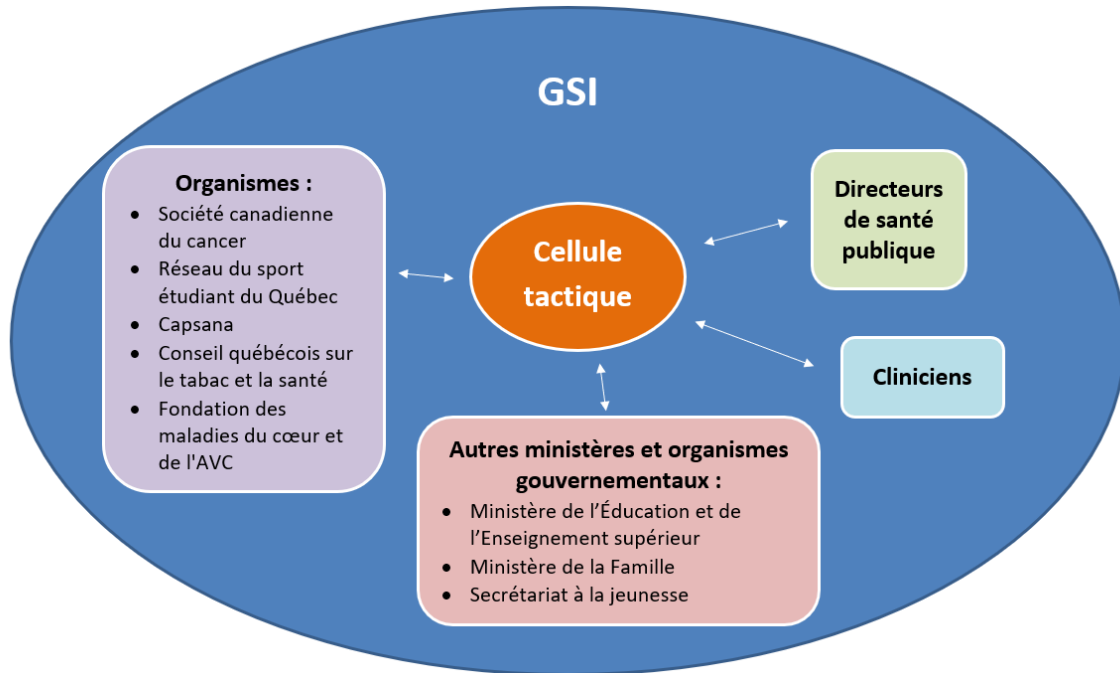 GSI
Organismes :
• Société canadienne
du cancer
• Réseau du sport
étudiant du Québec
• Capsana
• Conseil québécois sur
le tabac et la santé
• Fondation des
maladies du cœur et
de l'AVC
Cellule
tactique
Directeurs
de santé
publique
Cliniciens
Autres ministères et organismes
gouvernementaux :
• Ministère de l’Éducation et de
l’Enseignement supérieur
• Ministère de la Famille
• Secrétariat à la jeunesse